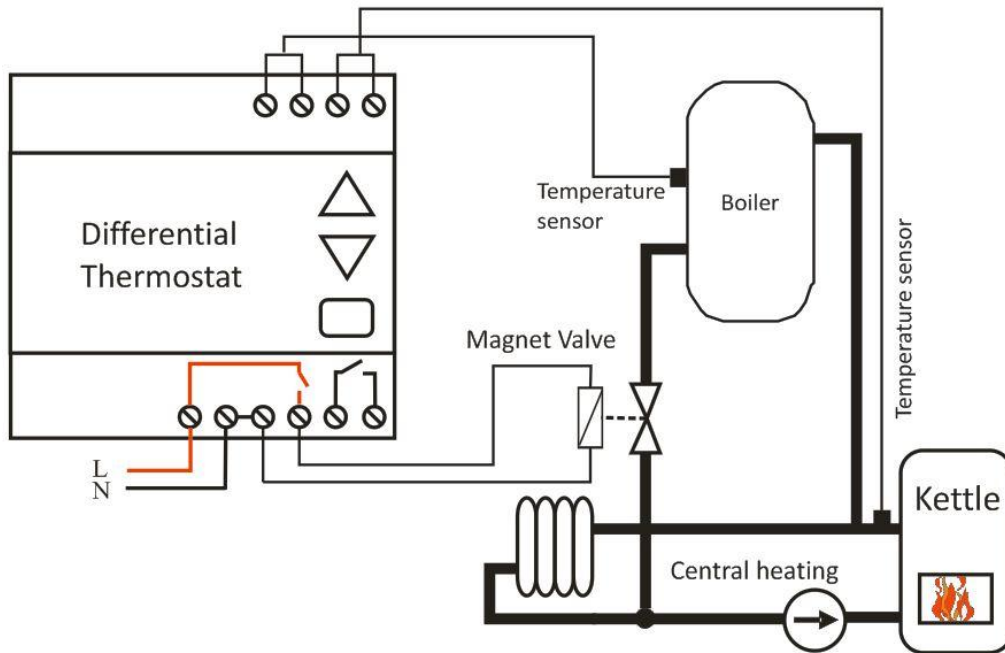 Temperature
sensor
Boiler
Differential
Thermostat
Temperature sensor
Magnet Valve
L
N
Kettle
Central heating